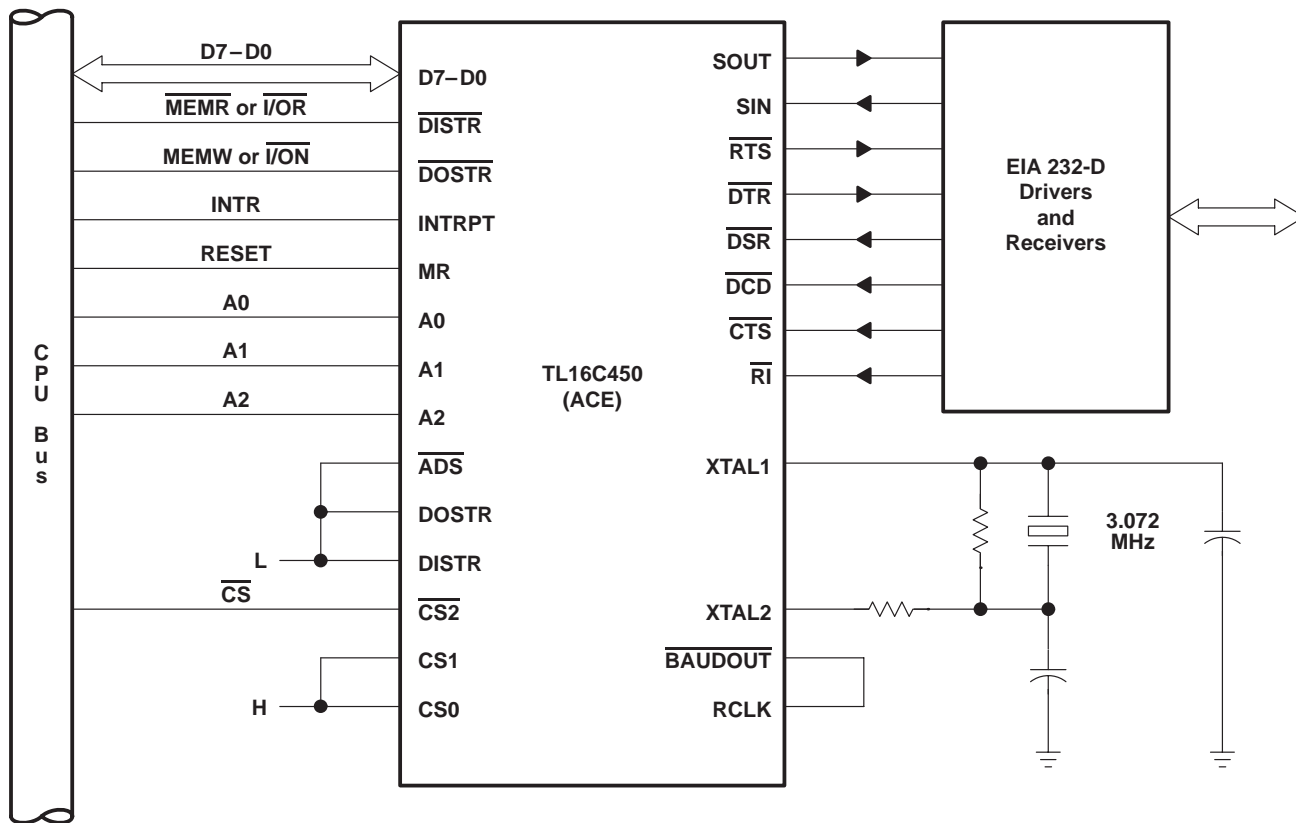 D7–D0
MEMR or I/OR
MEMW or I/ON
INTR
RESET
A0
A1
A2
L
CS
H
CPU Bus
D7–D0
DISTR
DOSTR
INTRPT
MR
A0
A1
A2
ADS
DOSTR
DISTR
CS2
CS1
CS0
TL16C450
(ACE)
SOUT
SIN
RTS
DTR
DSR
DCD
CTS
RI
XTAL1
XTAL2
BAUDOUT
RCLK
EIA 232-D
Drivers
and
Receivers
3.072
MHz